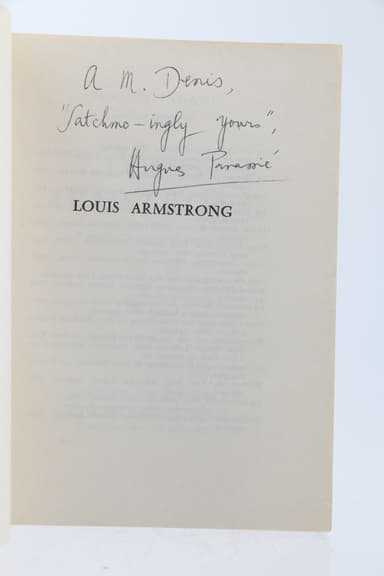 A M. Denis,
"Satchmo-ingly yours",
Hugues Panassié
LOUIS ARMSTRONG